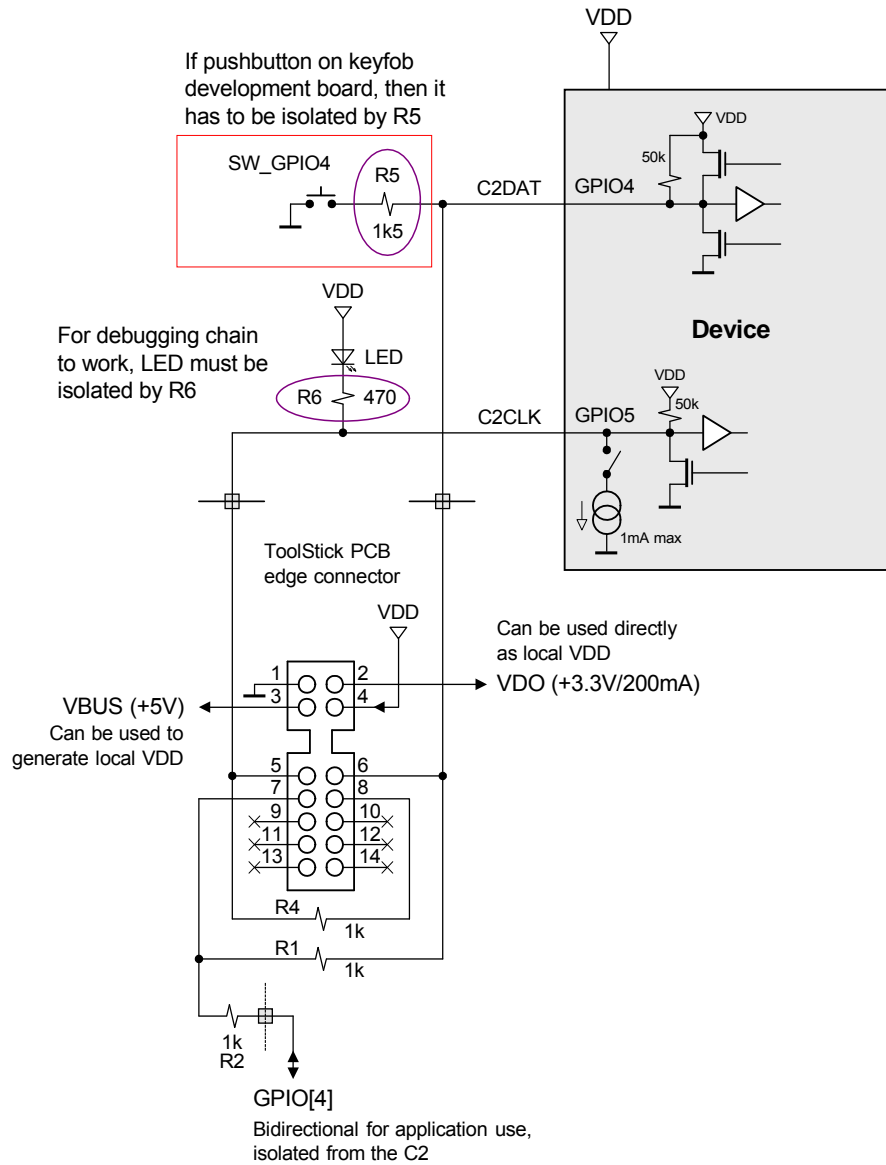 VDD
If pushbutton on keyfob
development board, then it
has to be isolated by R5
SW_GPIO4
R5
1k5
C2DAT
GPIO4
VDD
50k
VDD
LED
For debugging chain
to work, LED must be
isolated by R6
R6
470
Device
C2CLK
GPIO5
VDD
50k
1mA max
ToolStick PCB
edge connector
VDD
Can be used directly
as local VDD
VDO (+3.3V/200mA)
VBUS (+5V)
Can be used to
generate local VDD
1 2
3 4
5 6
7 8
9 10
11 12
13 14
R4
1k
R1
1k
1k
R2
GPIO[4]
Bidirectional for application use,
isolated from the C2